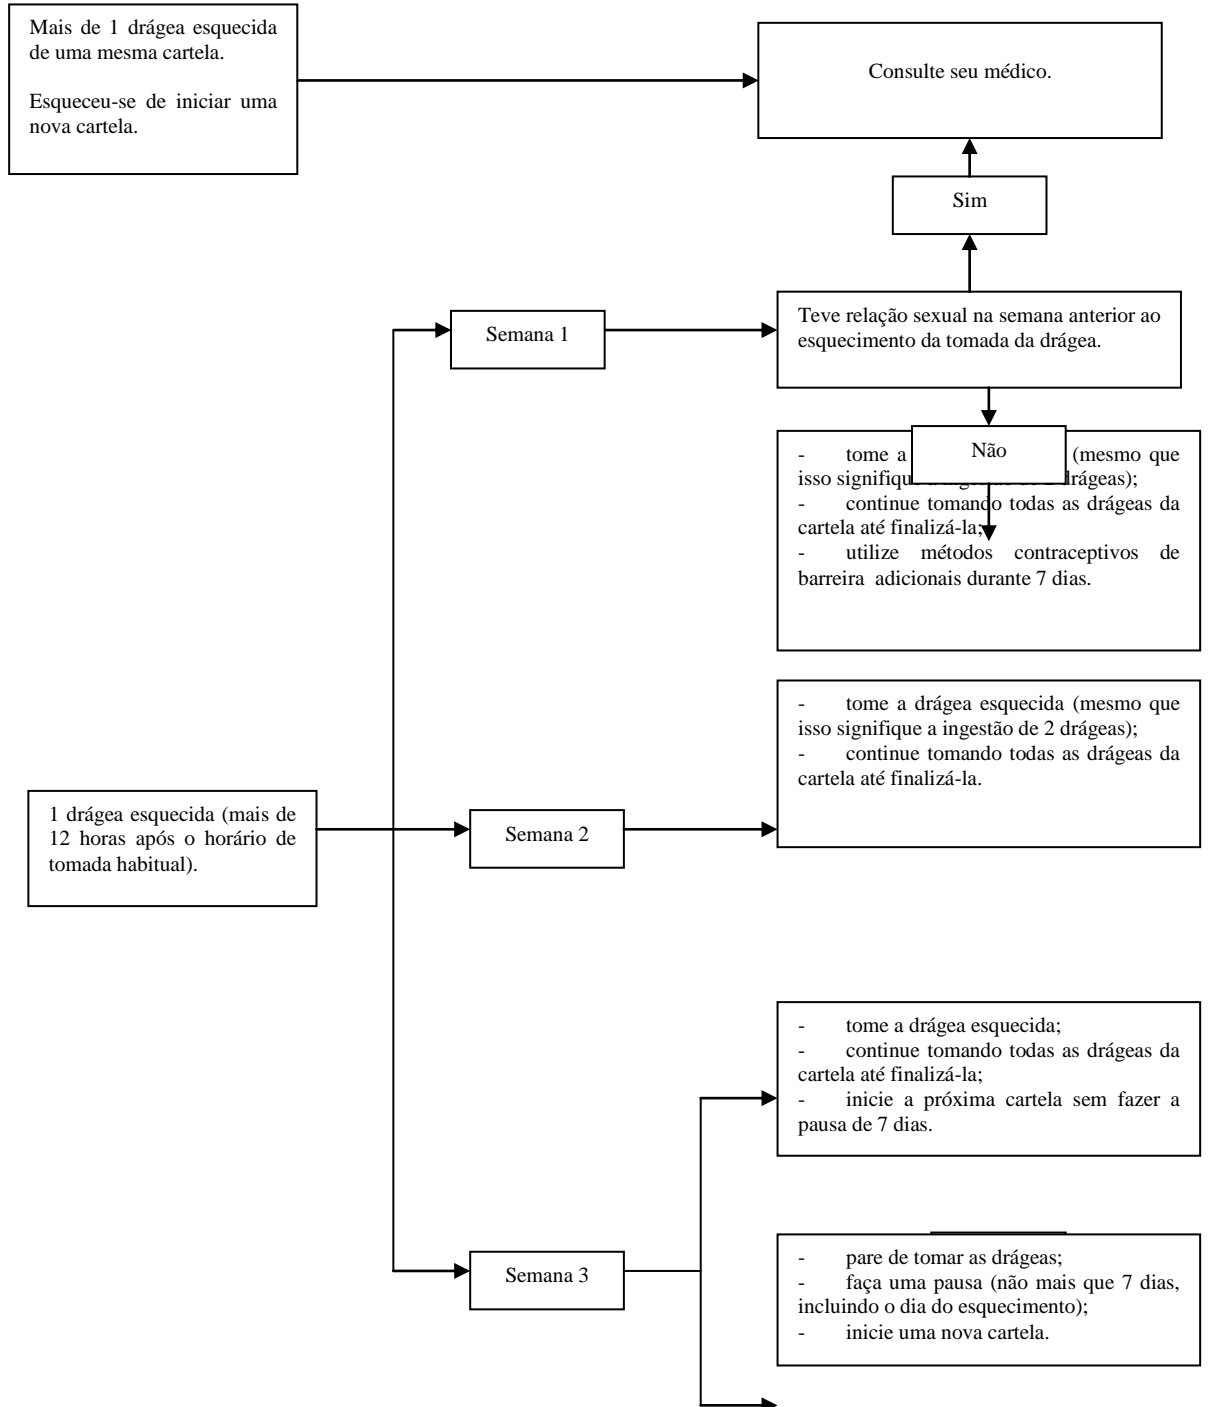 Mais de 1 drágea esquecida
de uma mesma cartela.
Esqueceu-se de iniciar uma
nova cartela.
Consulte seu médico.
Sim
Semana 1
Teve relação sexual na semana anterior ao
esquecimento da tomada da drágea.
Não
- tome a (mesmo que
isso signifique drágeas);
- continue tomando todas as drágeas da
cartela até finalizá-la;
- utilize métodos contraceptivos de
barreira adicionais durante 7 dias.
- tome a drágea esquecida (mesmo que
isso signifique a ingestão de 2 drágeas);
- continue tomando todas as drágeas da
cartela até finalizá-la.
1 drágea esquecida (mais de
12 horas após o horário de
tomada habitual).
Semana 2
- tome a drágea esquecida;
- continue tomando todas as drágeas da
cartela até finalizá-la;
- inicie a próxima cartela sem fazer a
pausa de 7 dias.
Semana 3
- pare de tomar as drágeas;
- faça uma pausa (não mais que 7 dias,
incluindo o dia do esquecimento);
- inicie uma nova cartela.